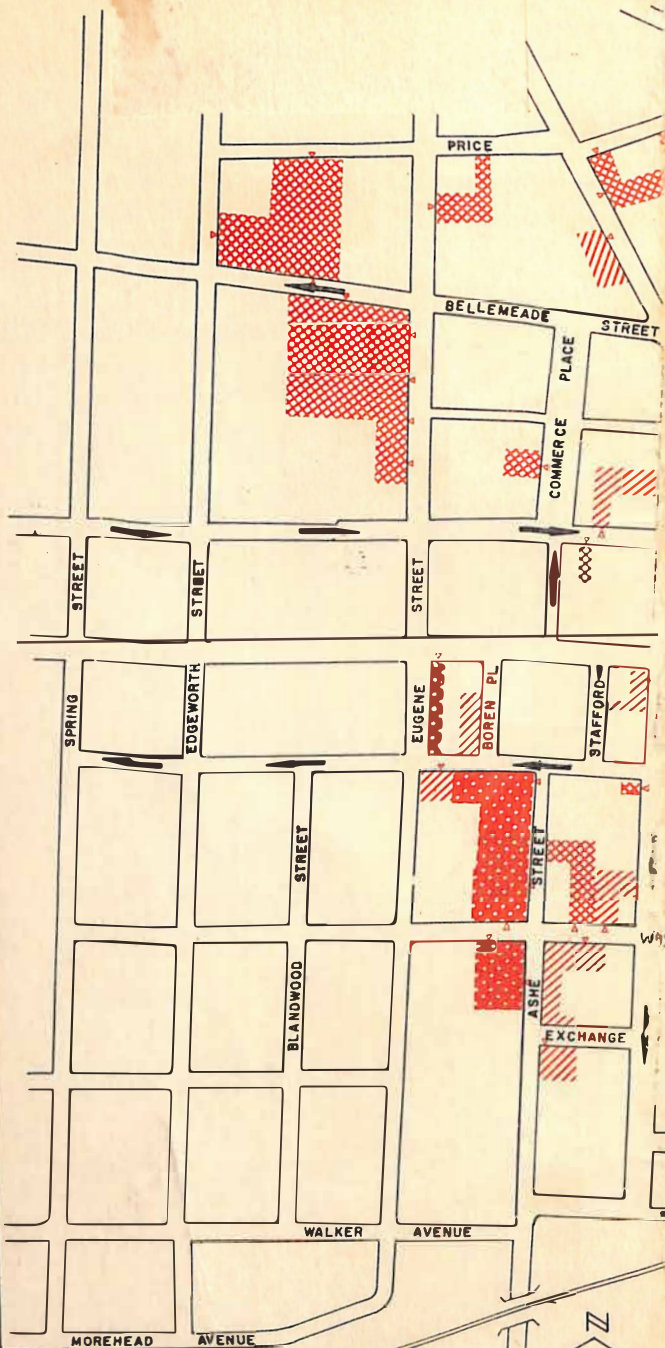 PRICE
BELLEMEADE
STREET
PLACE
COMMERCE
STREET
STREET
STREET
SPRING
EDGEWORTH
EUGENE
BOREN PL
STAFFORD
STREET
STREET
BLANDWOOD
ASHE
EXCHANGE
WALKER AVENUE
MOREHEAD AVENUE
N